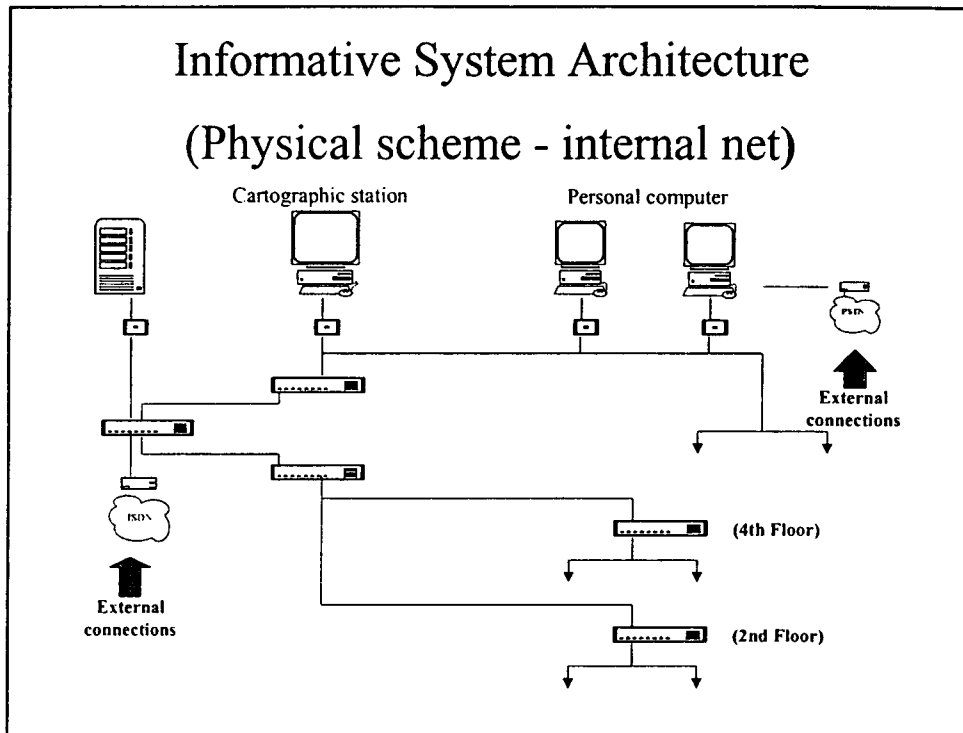 Informative System Architecture
(Physical scheme - internal net)
Cartographic station
Personal computer
PSTN
External
connections
ISDN
(4th Floor)
External
connections
(2nd Floor)